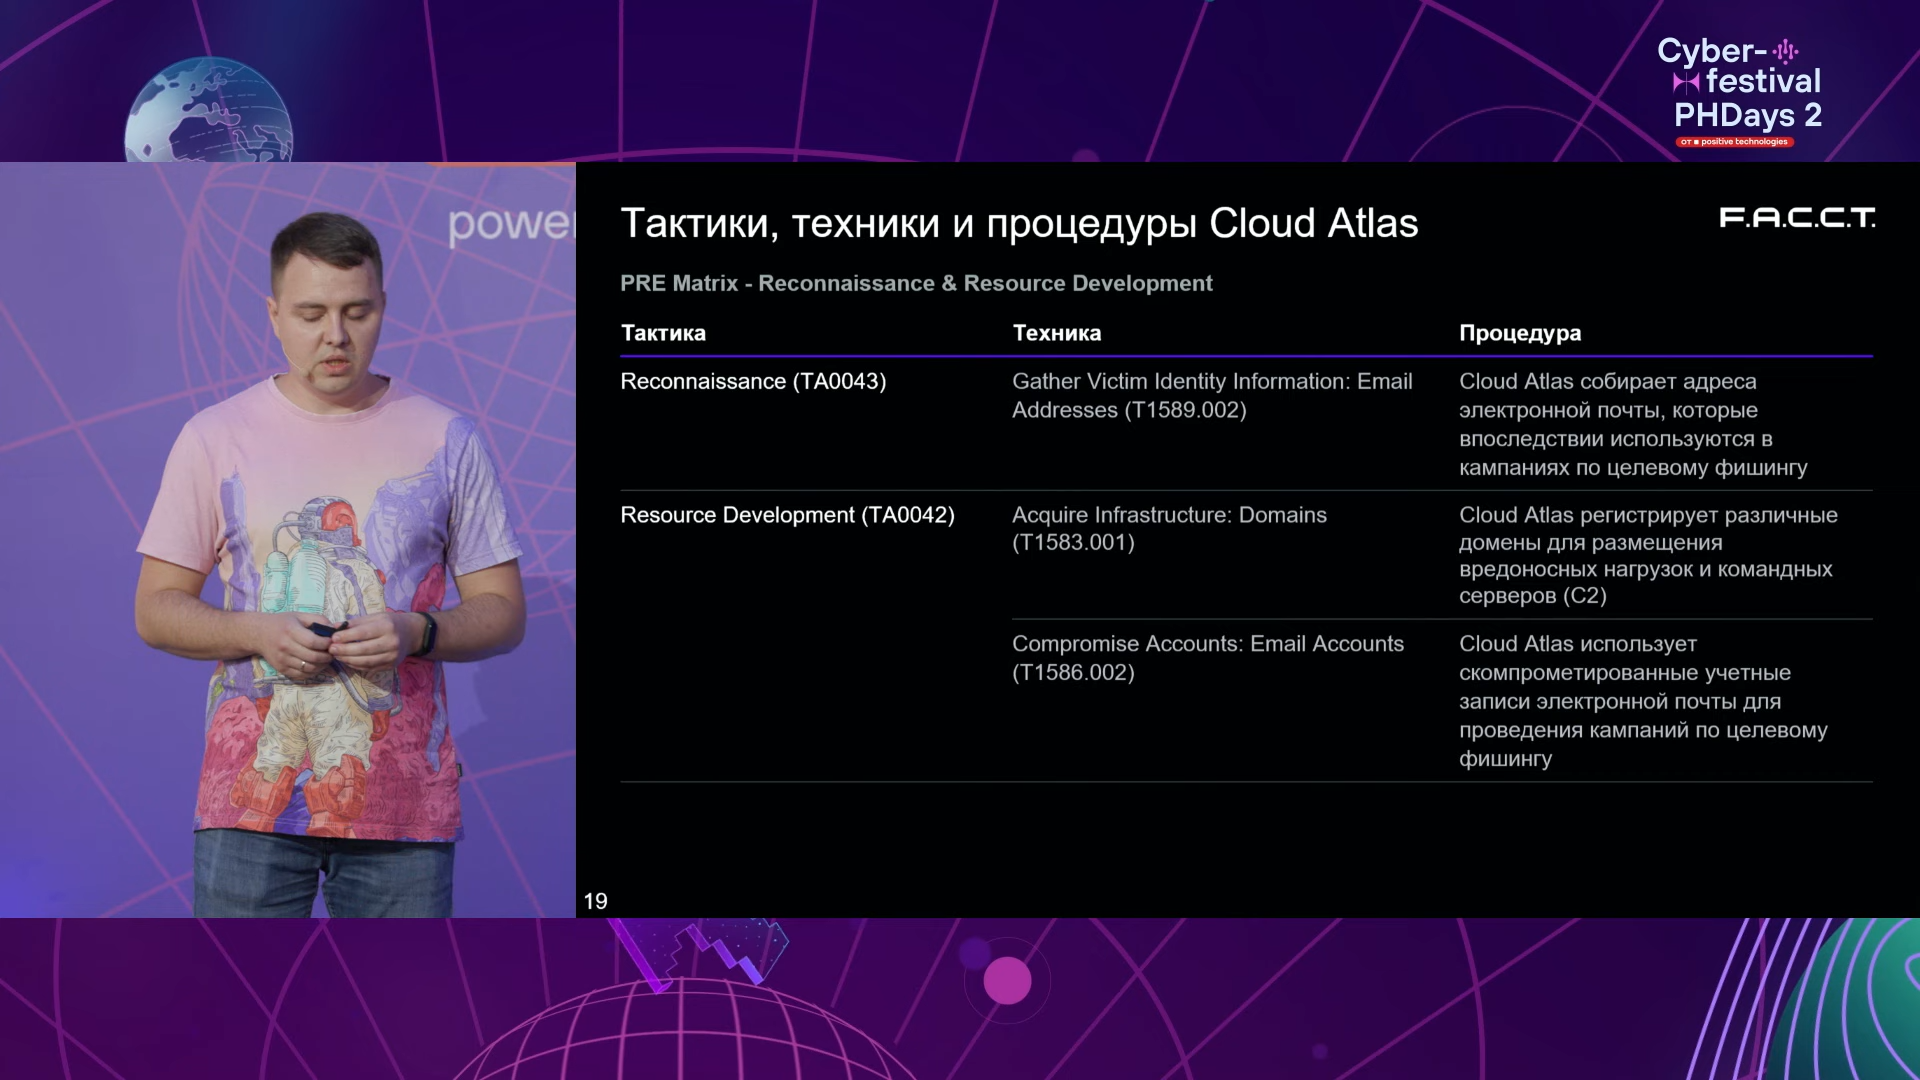 Cyber-
festival
PHDays 2
от positive technologies
power
Тактики, техники и процедуры Cloud Atlas
F.A.C.C.T.
PRE Matrix - Reconnaissance & Resource Development
Тактика
Техника
Процедура
Reconnaissance (TA0043)
Gather Victim Identity Information: Email
Addresses (T1589.002)
Cloud Atlas собирает адреса
электронной почты, которые
впоследствии используются в
кампаниях по целевому фишингу
Resource Development (TA0042)
Acquire Infrastructure: Domains
(T1583.001)
Cloud Atlas регистрирует различные
домены для размещения
вредоносных нагрузок и командных
серверов (C2)
Compromise Accounts: Email Accounts
(T1586.002)
Cloud Atlas использует
скомпрометированные учетные
записи электронной почты для
проведения кампаний по целевому
фишингу
19